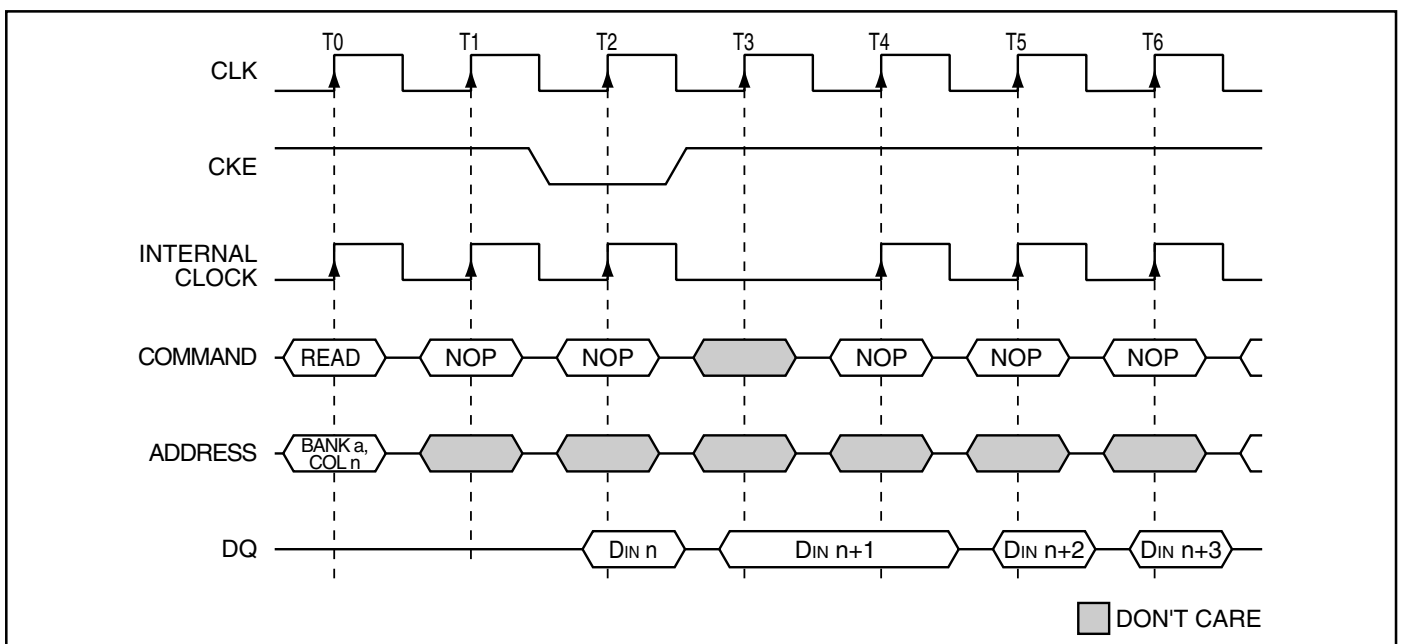 T0 T1 T2 T3 T4 T5 T6
CLK
CKE
INTERNAL
CLOCK
COMMAND READ NOP NOP NOP NOP NOP
ADDRESS BANK a,
COL n
DQ DIN n DIN n+1 DIN n+2 DIN n+3
DON'T CARE